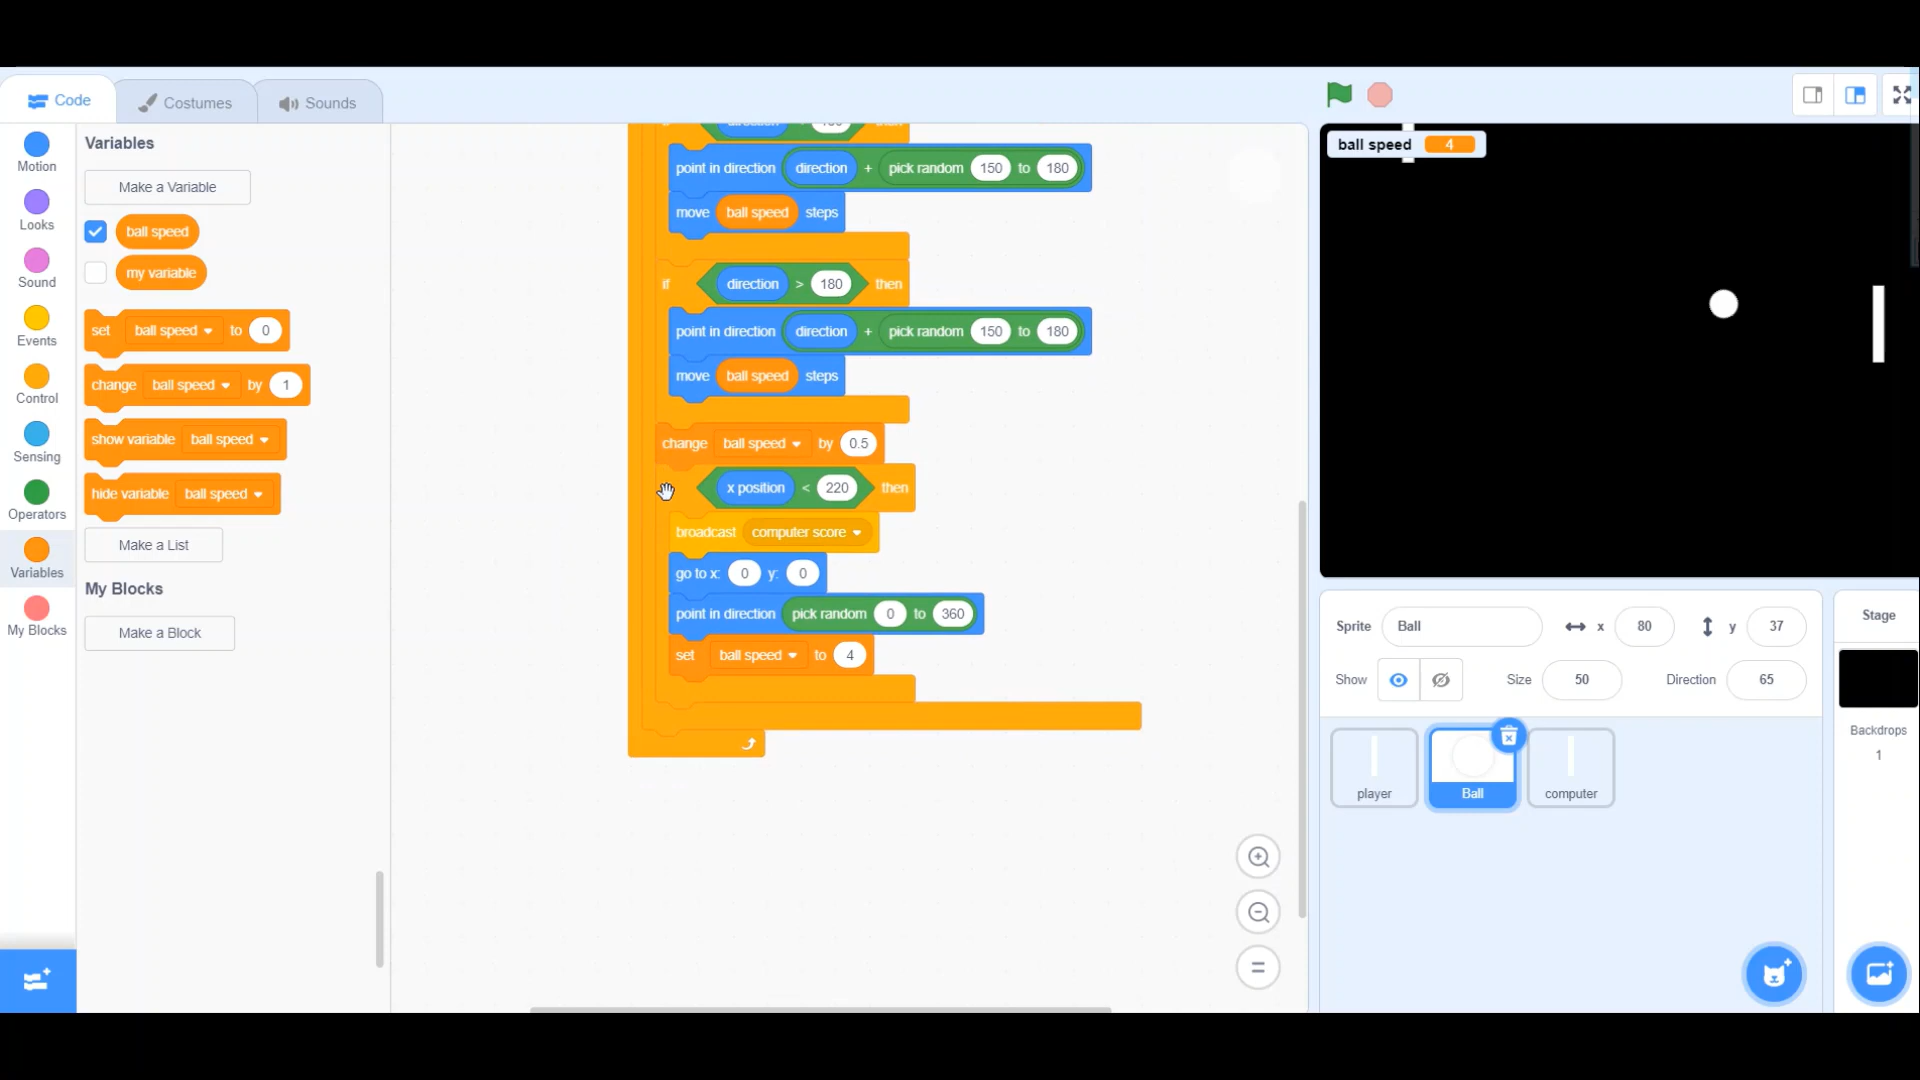 Code
Costumes
Sounds
Motion
Looks
Sound
Events
Control
Sensing
Operators
Variables
My Blocks
Variables
Make a Variable
ball speed
my variable
set ball speed to 0
change ball speed by 1
show variable ball speed
hide variable ball speed
Make a List
My Blocks
Make a Block
point in direction direction + pick random 150 to 180
move ball speed steps
if direction > 180 then
point in direction direction + pick random 150 to 180
move ball speed steps
change ball speed by 0.5
x position < 220 then
broadcast computer score
go to x: 0 y: 0
point in direction pick random 0 to 360
set ball speed to 4
ball speed 4
Sprite Ball x 80 y 37
Show Size 50 Direction 65
player
Ball
computer
Stage
Backdrops
1